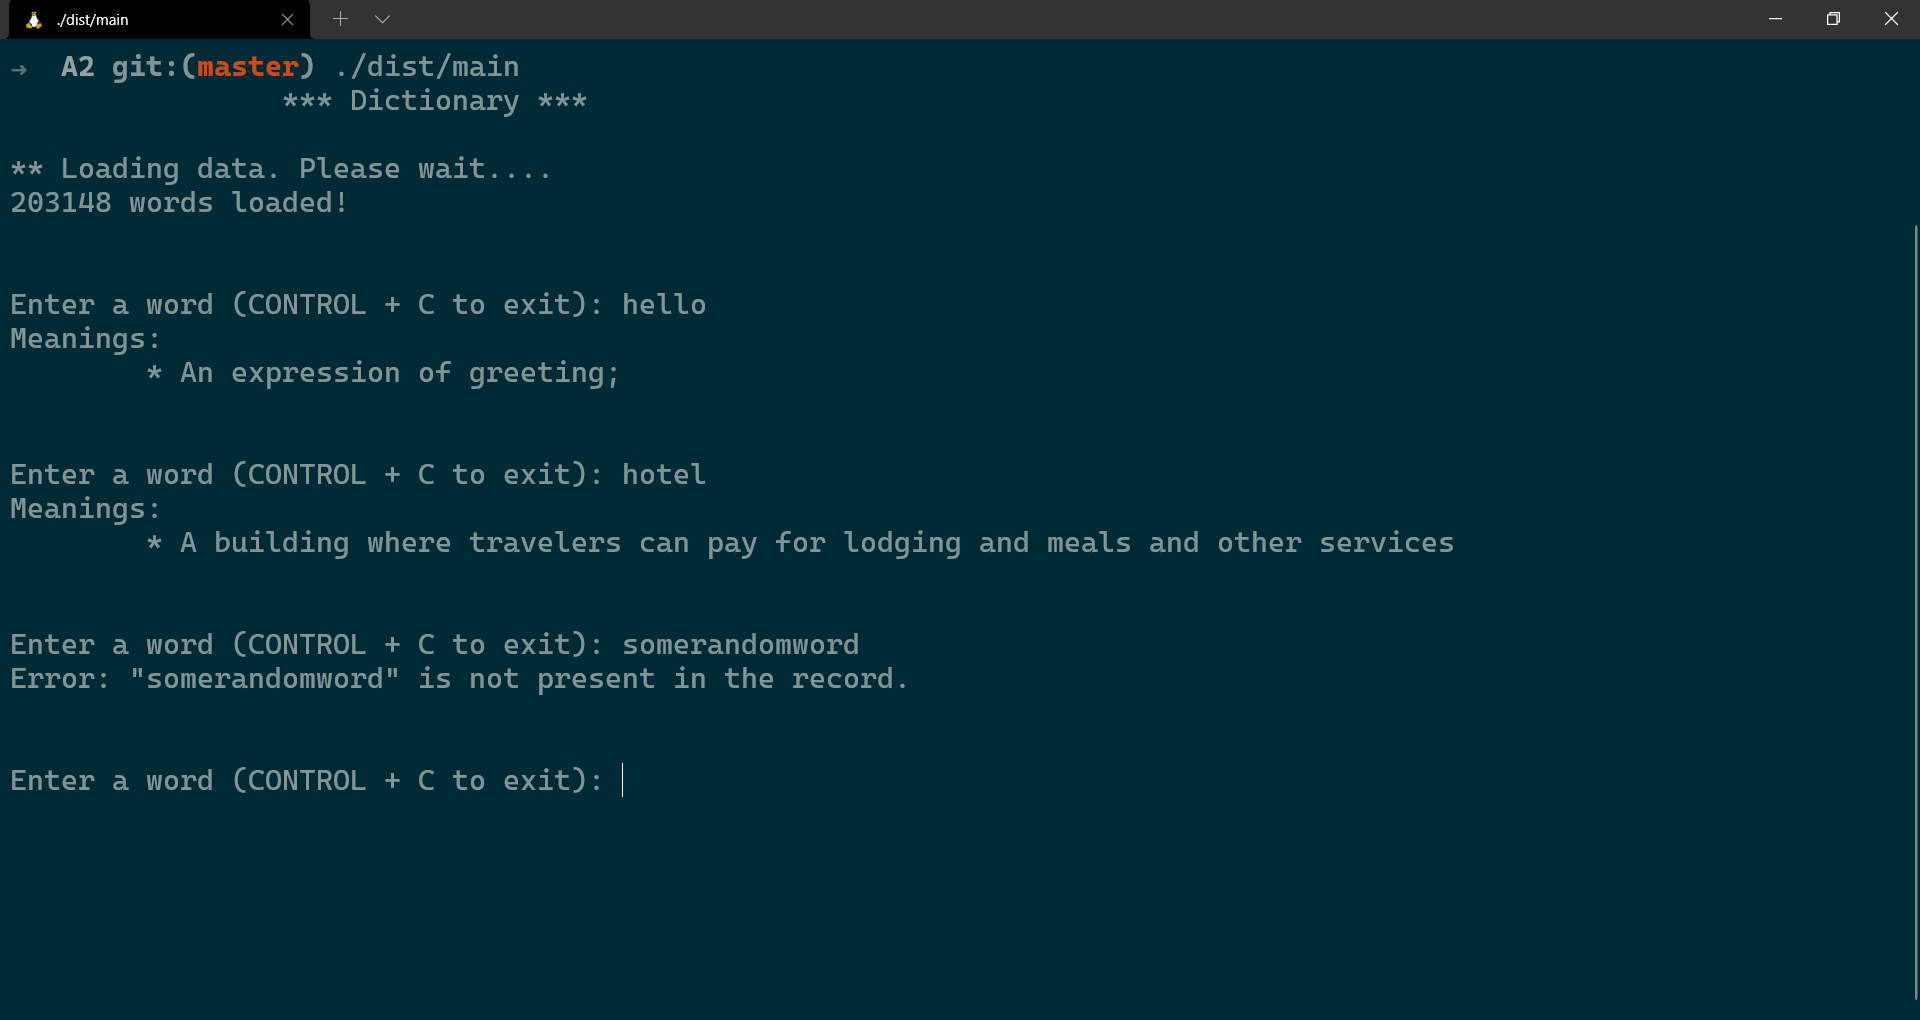 ./dist/main
→ A2 git:(master) ./dist/main
*** Dictionary ***
** Loading data. Please wait....
203148 words loaded!
Enter a word (CONTROL + C to exit): hello
Meanings:
* An expression of greeting;
Enter a word (CONTROL + C to exit): hotel
Meanings:
* A building where travelers can pay for lodging and meals and other services
Enter a word (CONTROL + C to exit): somerandomword
Error: "somerandomword" is not present in the record.
Enter a word (CONTROL + C to exit):